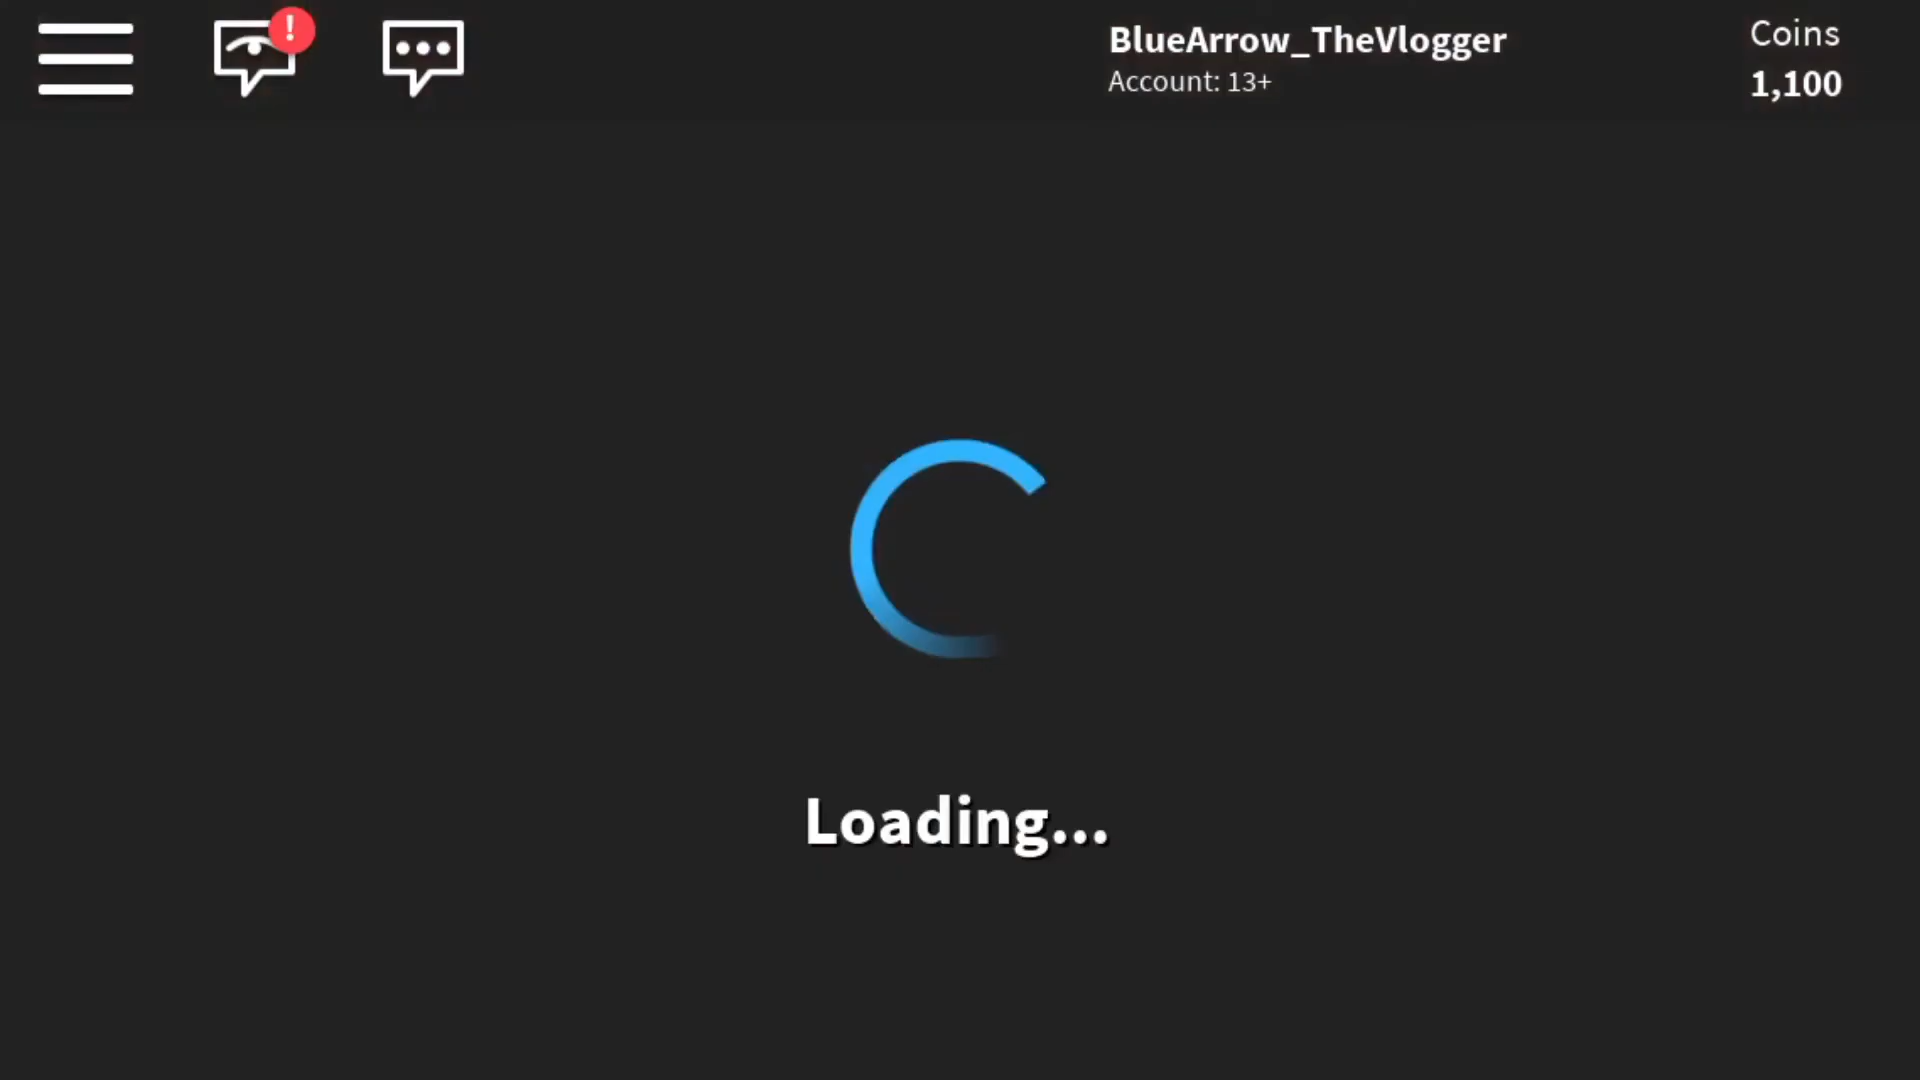 !
BlueArrow_TheVlogger
Account: 13+
Coins
1,100
Loading...